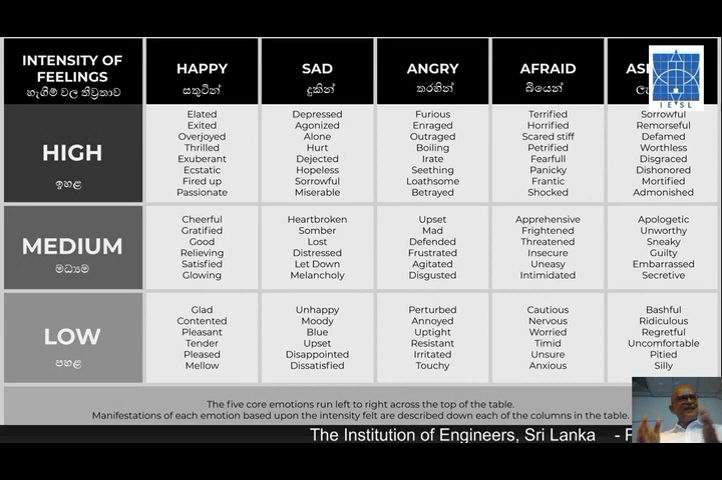 INTENSITY OF
FEELINGS
හැඟීම් වල තීව්‍රතාව
HAPPY
සතුටින්
SAD
දුකින්
ANGRY
තරහින්
AFRAID
බියෙන්
IESL
HIGH
ඉහළ
Elated
Exited
Overjoyed
Thrilled
Exuberant
Ecstatic
Fired up
Passionate
Depressed
Agonized
Alone
Hurt
Dejected
Hopeless
Sorrowful
Miserable
Furious
Enraged
Outraged
Boiling
Irate
Seething
Loathsome
Betrayed
Terrified
Horrified
Scared stiff
Petrified
Fearfull
Panicky
Frantic
Shocked
Sorrowful
Remorseful
Defamed
Worthless
Disgraced
Dishonored
Mortified
Admonished
MEDIUM
මධ්‍යම
Cheerful
Gratified
Good
Relieving
Satisfied
Glowing
Heartbroken
Somber
Lost
Distressed
Let Down
Melancholy
Upset
Mad
Defended
Frustrated
Agitated
Disgusted
Apprehensive
Frightened
Threatened
Insecure
Uneasy
Intimidated
Apologetic
Unworthy
Sneaky
Guilty
Embarrassed
Secretive
LOW
පහළ
Glad
Contented
Pleasant
Tender
Pleased
Mellow
Unhappy
Moody
Blue
Upset
Disappointed
Dissatisfied
Perturbed
Annoyed
Uptight
Resistant
Irritated
Touchy
Cautious
Nervous
Worried
Timid
Unsure
Anxious
Bashful
Ridiculous
Regretful
Uncomfortable
Pitied
Silly
The five core emotions run left to right across the top of the table.
Manifestations of each emotion based upon the intensity felt are described down each of the columns in the table.
The Institution of Engineers, Sri Lanka -